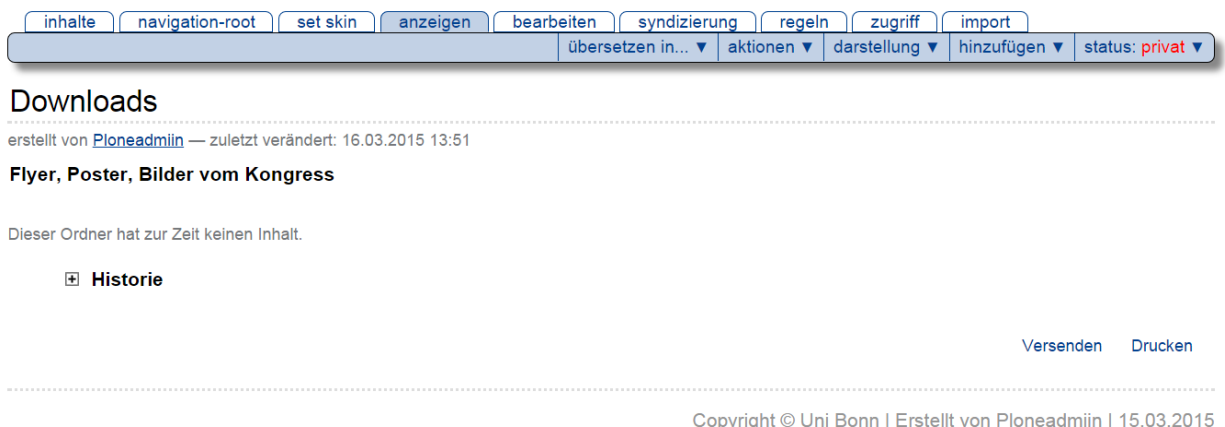 inhalte navigation-root set skin anzeigen bearbeiten syndizierung regeln zugriff import
übersetzen in... ▼ aktionen ▼ darstellung ▼ hinzufügen ▼ status: privat ▼
Downloads
erstellt von Ploneadmiin — zuletzt verändert: 16.03.2015 13:51
Flyer, Poster, Bilder vom Kongress
Dieser Ordner hat zur Zeit keinen Inhalt.
Historie
Versenden Drucken
Copyright © Uni Bonn | Erstellt von Ploneadmiin | 15.03.2015